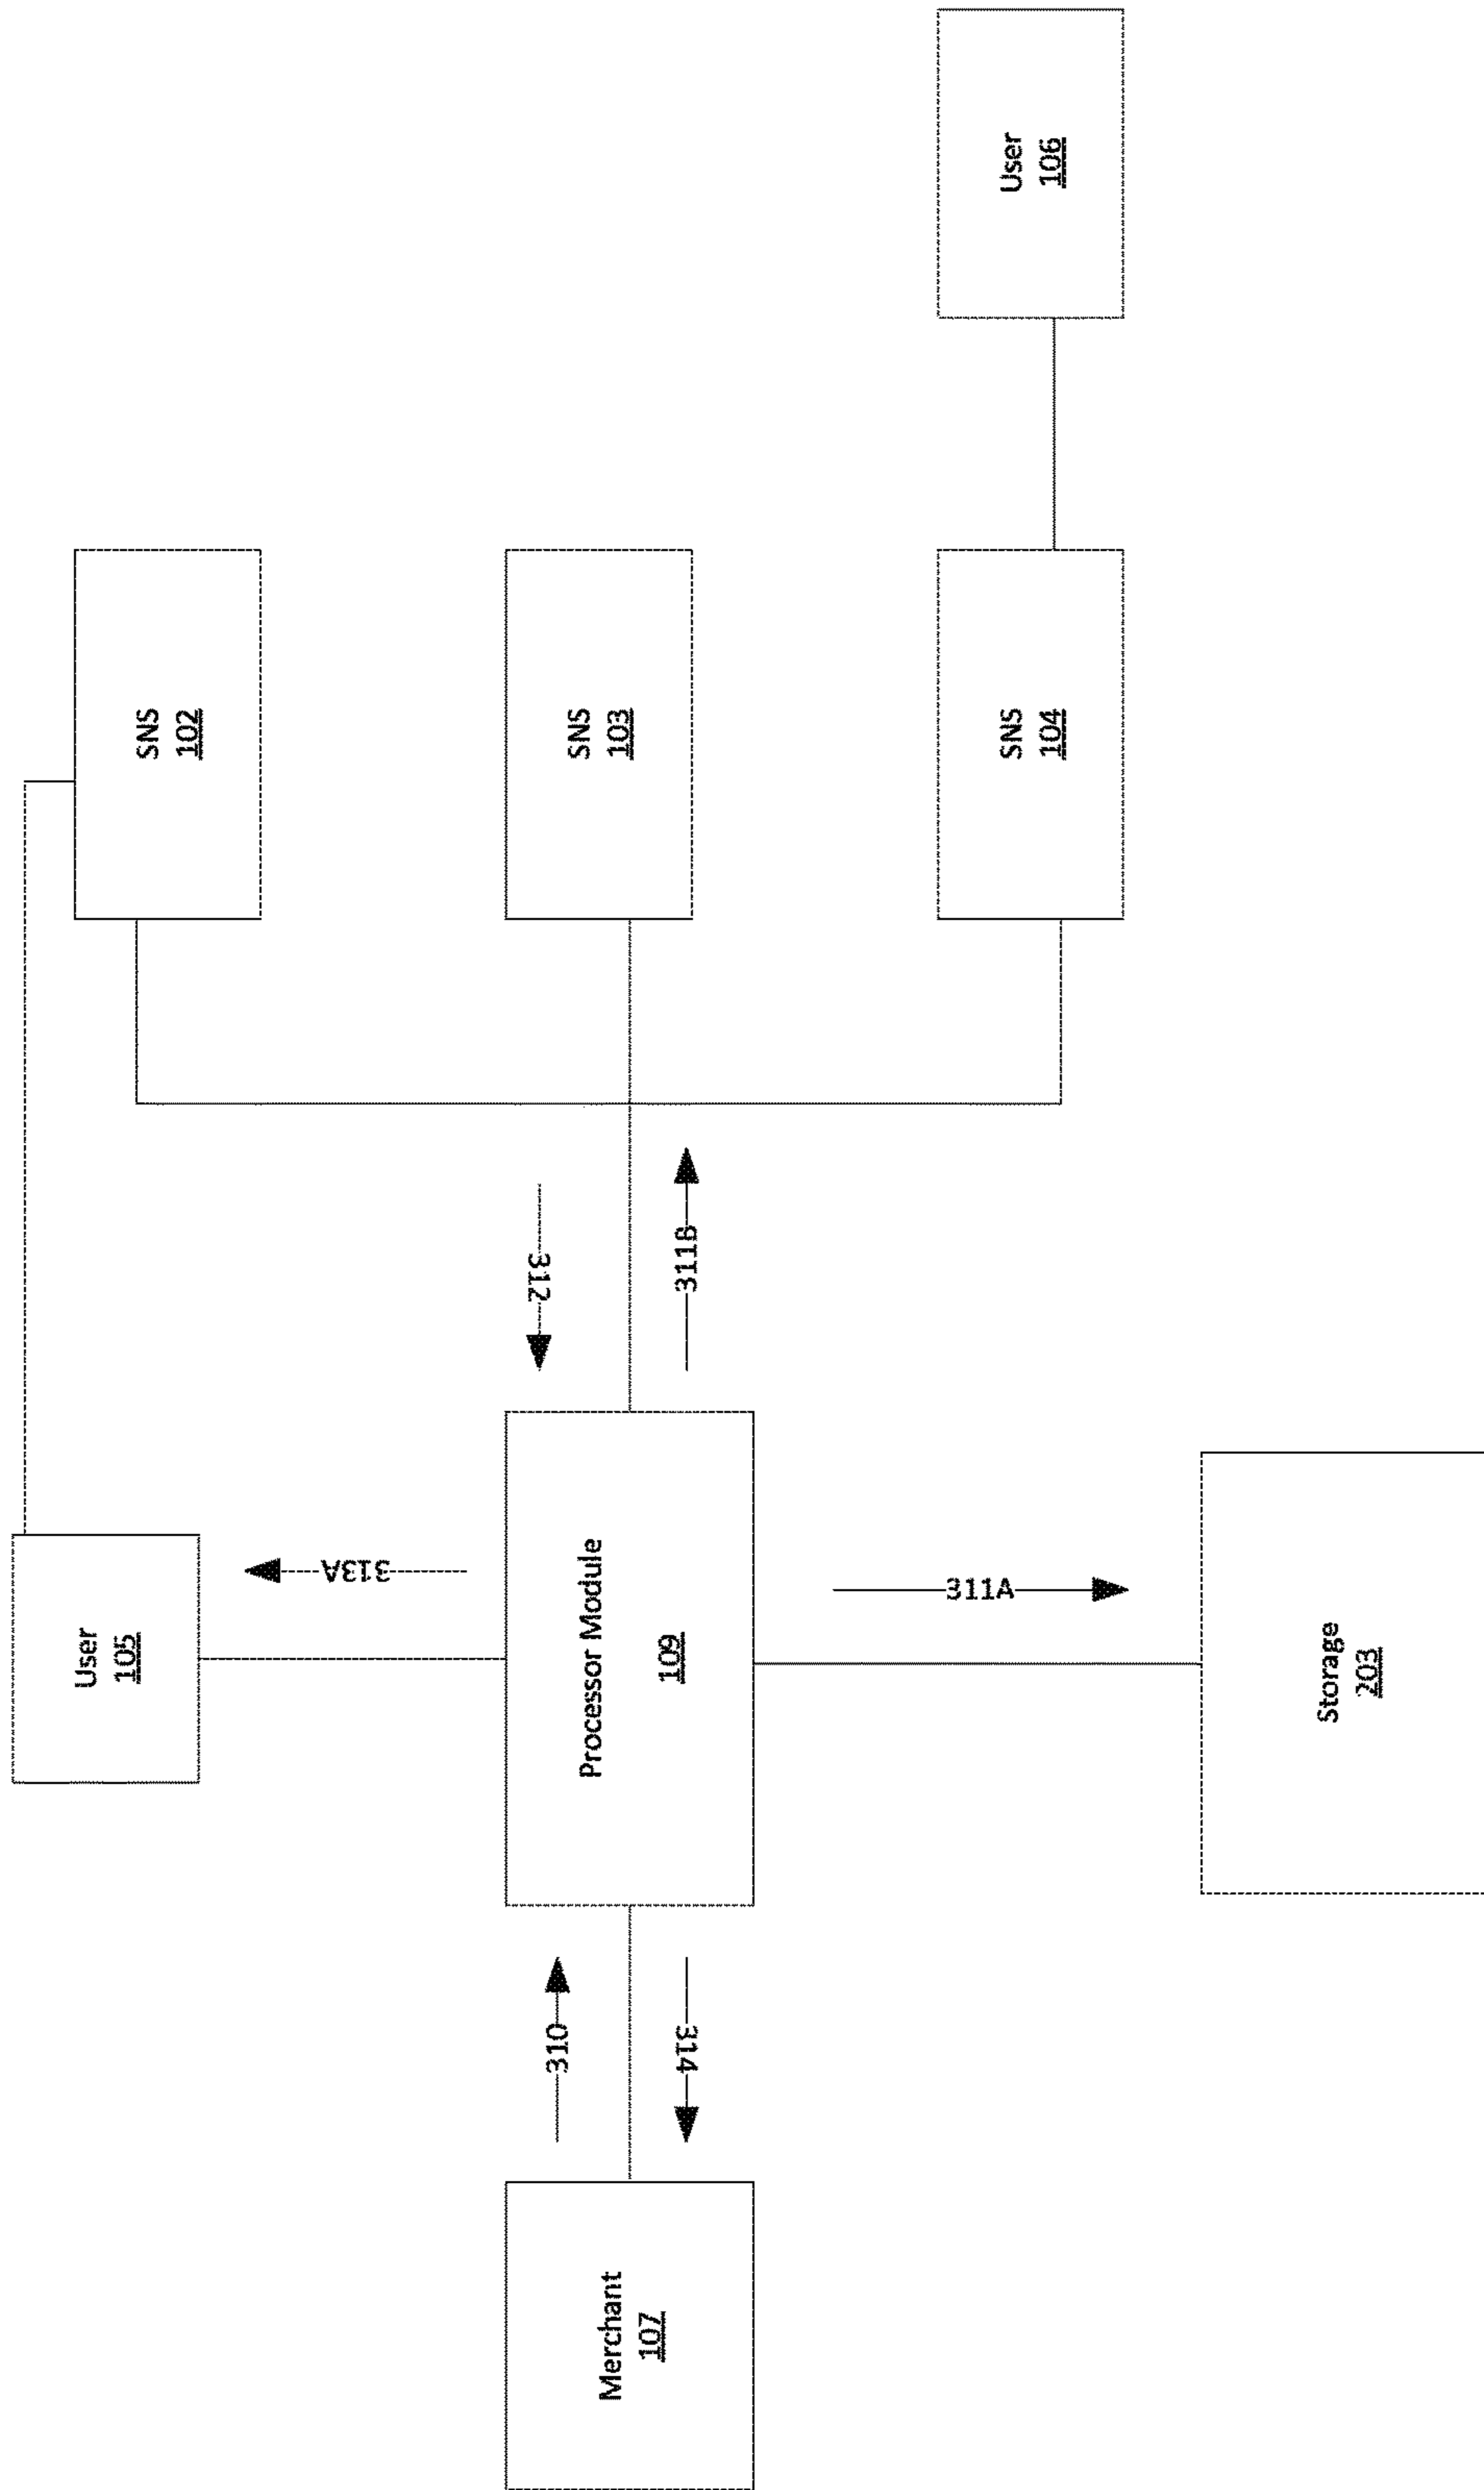 User
105
SNS
102
Merchant
107
310
314
Processor Module
109
313A
312
311B
SNS
103
311A
Storage
203
SNS
104
User
106